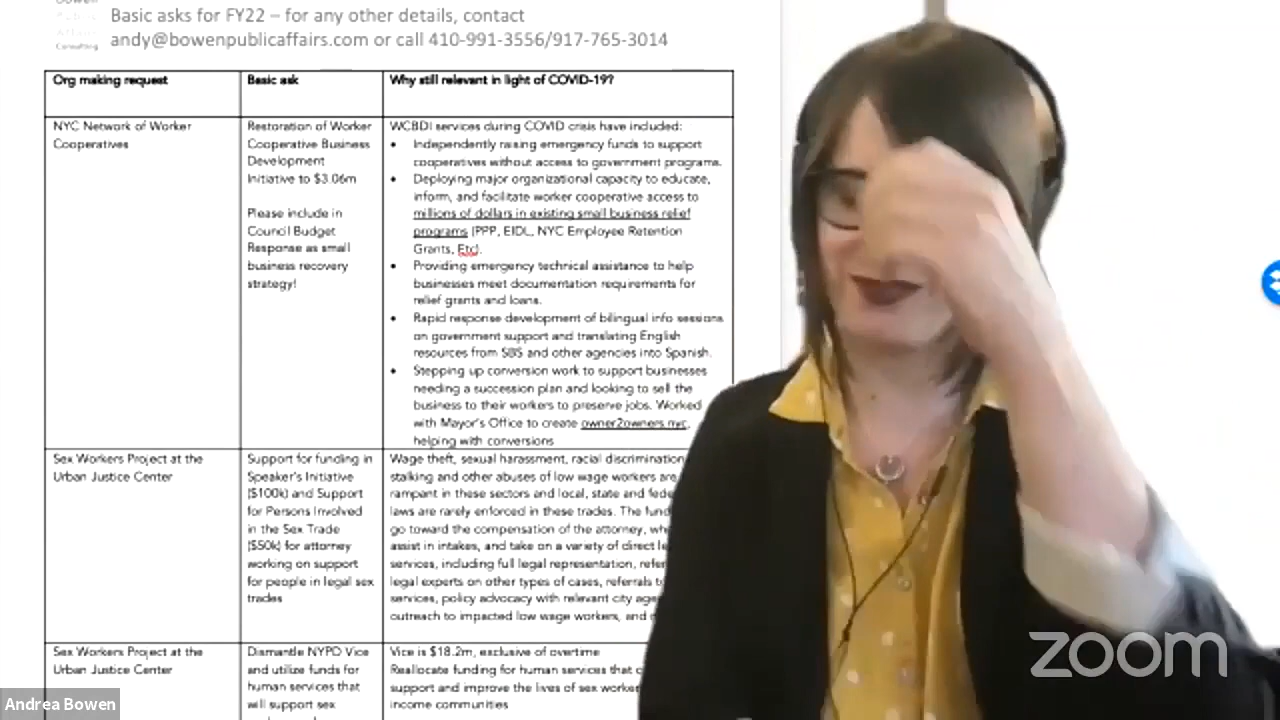 Consulting
Basic asks for FY22 – for any other details, contact
andy@bowenpublicaffairs.com or call 410-991-3556/917-765-3014
Org making request
Basic ask
Why still relevant in light of COVID-19?
NYC Network of Worker
Cooperatives
Restoration of Worker
Cooperative Business
Development
Initiative to $3.06m
Please include in
Council Budget
Response as small
business recovery
strategy!
WCBDI services during COVID crisis have included:
• Independently raising emergency funds to support
cooperatives without access to government programs.
• Deploying major organizational capacity to educate,
inform, and facilitate worker cooperative access to
millions of dollars in existing small business relief
programs (PPP, EIDL, NYC Employee Retention
Grants, Etc).
• Providing emergency technical assistance to help
businesses meet documentation requirements for
relief grants and loans.
• Rapid response development of bilingual info sessions
on government support and translating English
resources from SBS and other agencies into Spanish.
• Stepping up conversion work to support businesses
needing a succession plan and looking to sell the
business to their workers to preserve jobs. Worked
with Mayor's Office to create owner2owners nyc,
helping with conversions
Sex Workers Project at the
Urban Justice Center
Support for funding in
Speaker's Initiative
($100k) and Support
for Persons Involved
in the Sex Trade
($50k) for attorney
working on support
for people in legal sex
trades
Wage theft, sexual harassment, racial discrimination
stalking and other abuses of low wage workers are
rampant in these sectors and local, state and
laws are rarely enforced in these trades. The
go toward the compensation of the attorney,
assist in intakes, and take on a variety of direct
services, including full legal representation,
legal experts on other types of cases, referrals
services, policy advocacy with relevant city
outreach to impacted low wage workers, and
Sex Workers Project at the
Urban Justice Center
Dismantle NYPD Vice
and utilize funds for
human services that
will support sex
Vice is $18.2m, exclusive of overtime
Reallocate funding for human services that
support and improve the lives of sex
income communities
Andrea Bowen
zoom